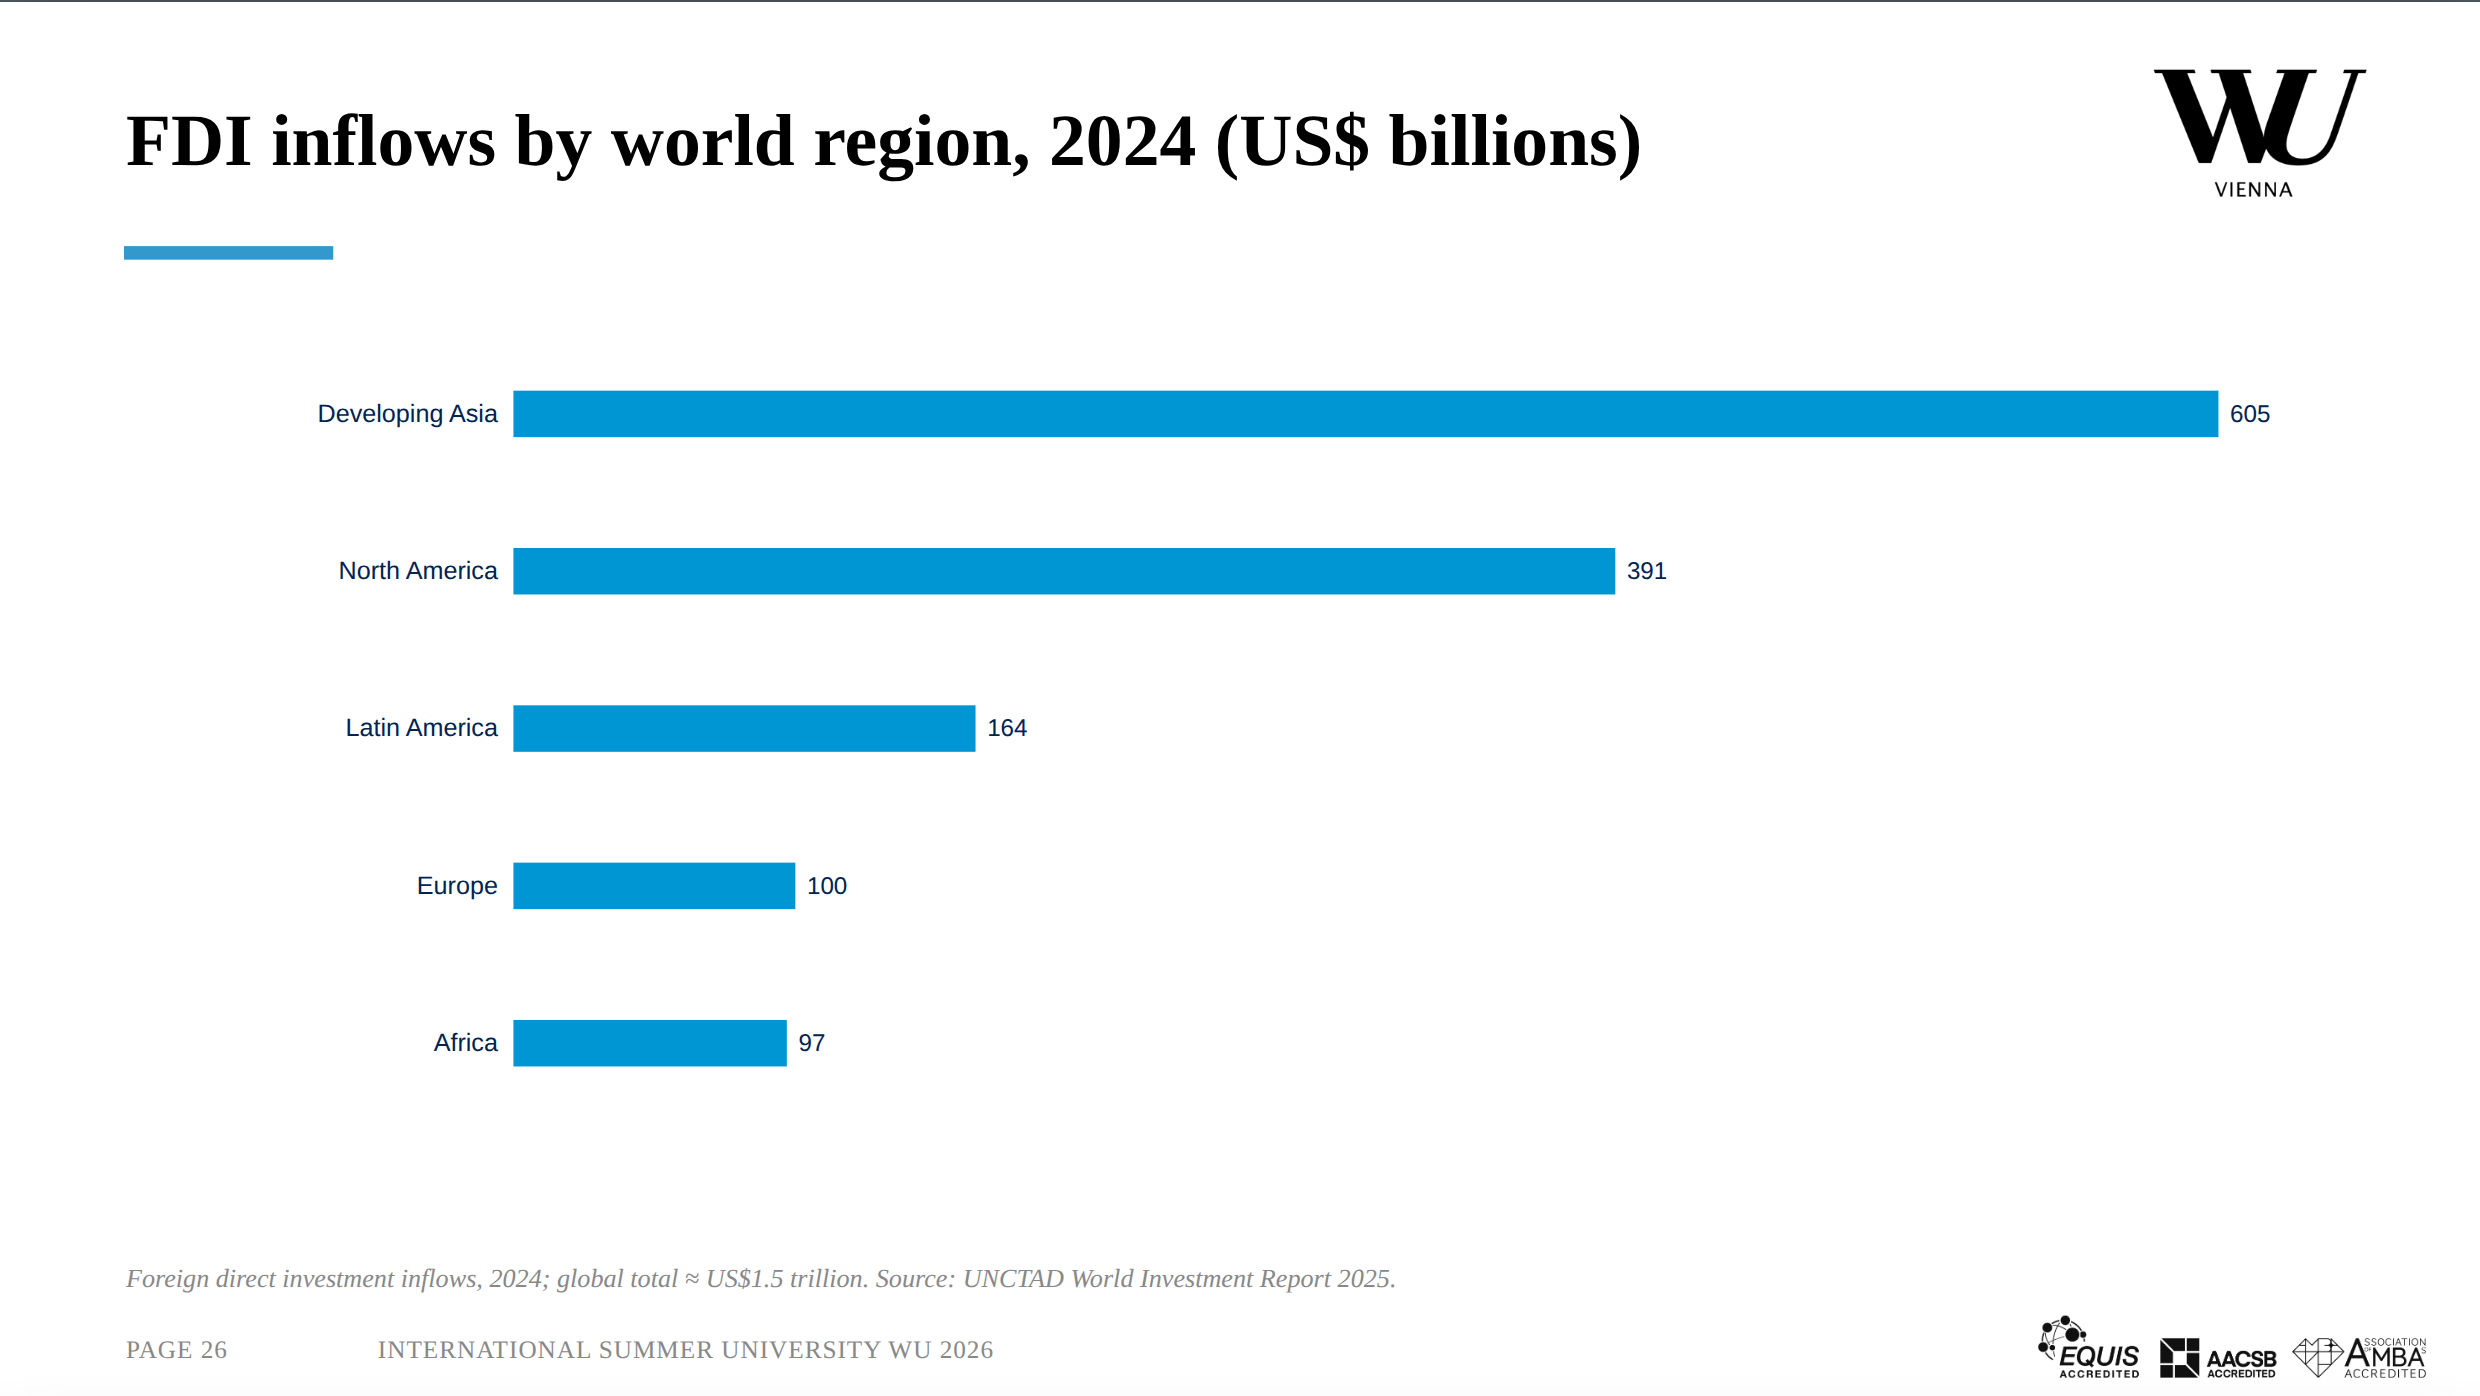 FDI inflows by world region, 2024 (US$ billions)
WU
VIENNA
Developing Asia 605
North America 391
Latin America 164
Europe 100
Africa 97
Foreign direct investment inflows, 2024; global total ≈ US$1.5 trillion. Source: UNCTAD World Investment Report 2025.
PAGE 26 INTERNATIONAL SUMMER UNIVERSITY WU 2026
EQUIS
ACCREDITED
AACSB
ACCREDITED
ASSOCIATION
OF AMBAS
ACCREDITED